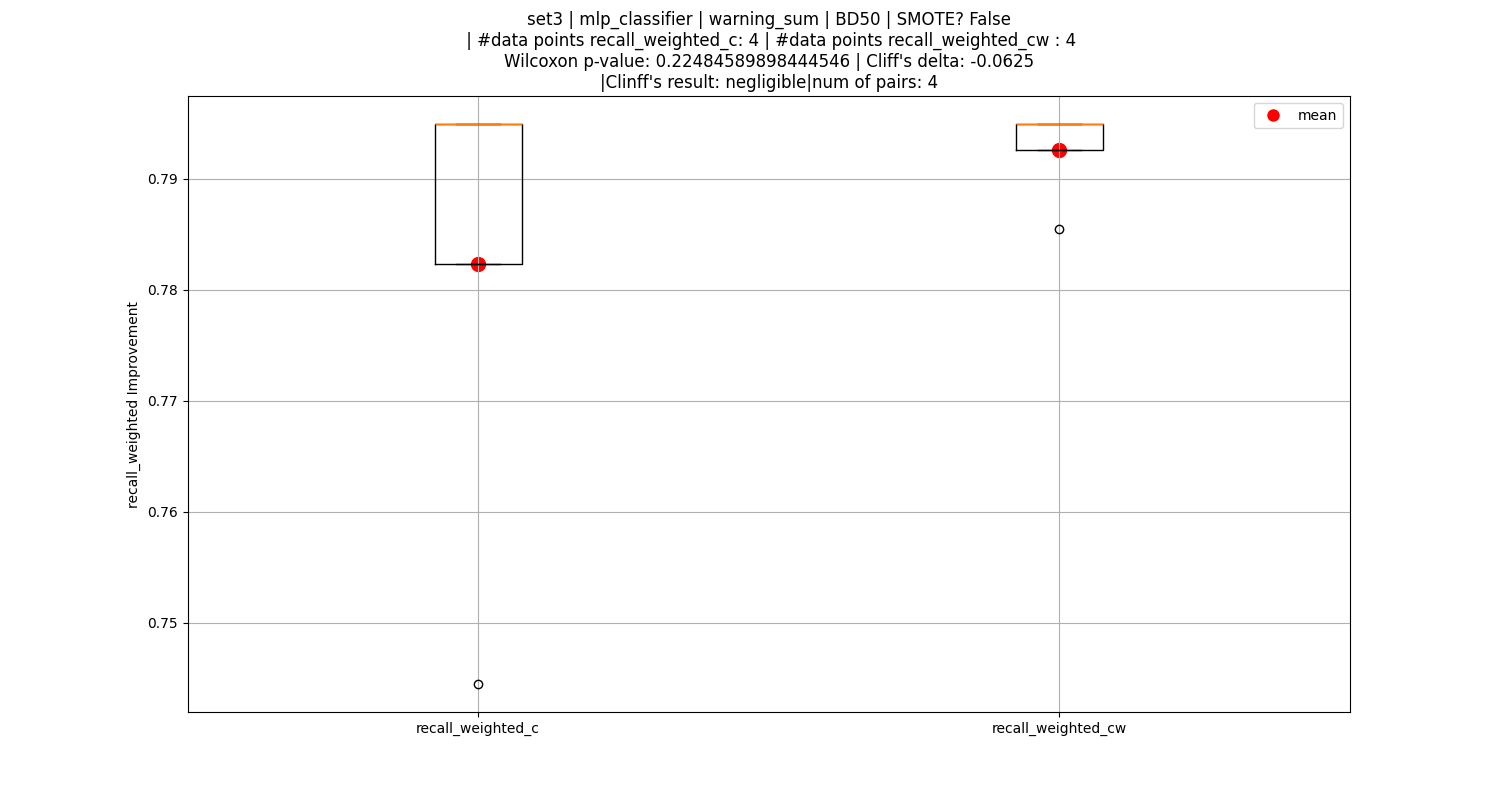 set3 | mlp_classifier | warning_sum | BD50 | SMOTE? False
| #data points recall_weighted_c: 4 | #data points recall_weighted_cw : 4
Wilcoxon p-value: 0.22484589898444546 | Cliff's delta: -0.0625
|Clinff's result: negligible|num of pairs: 4
mean
0.79
0.78
0.77
0.76
0.75
recall_weighted Improvement
recall_weighted_c
recall_weighted_cw